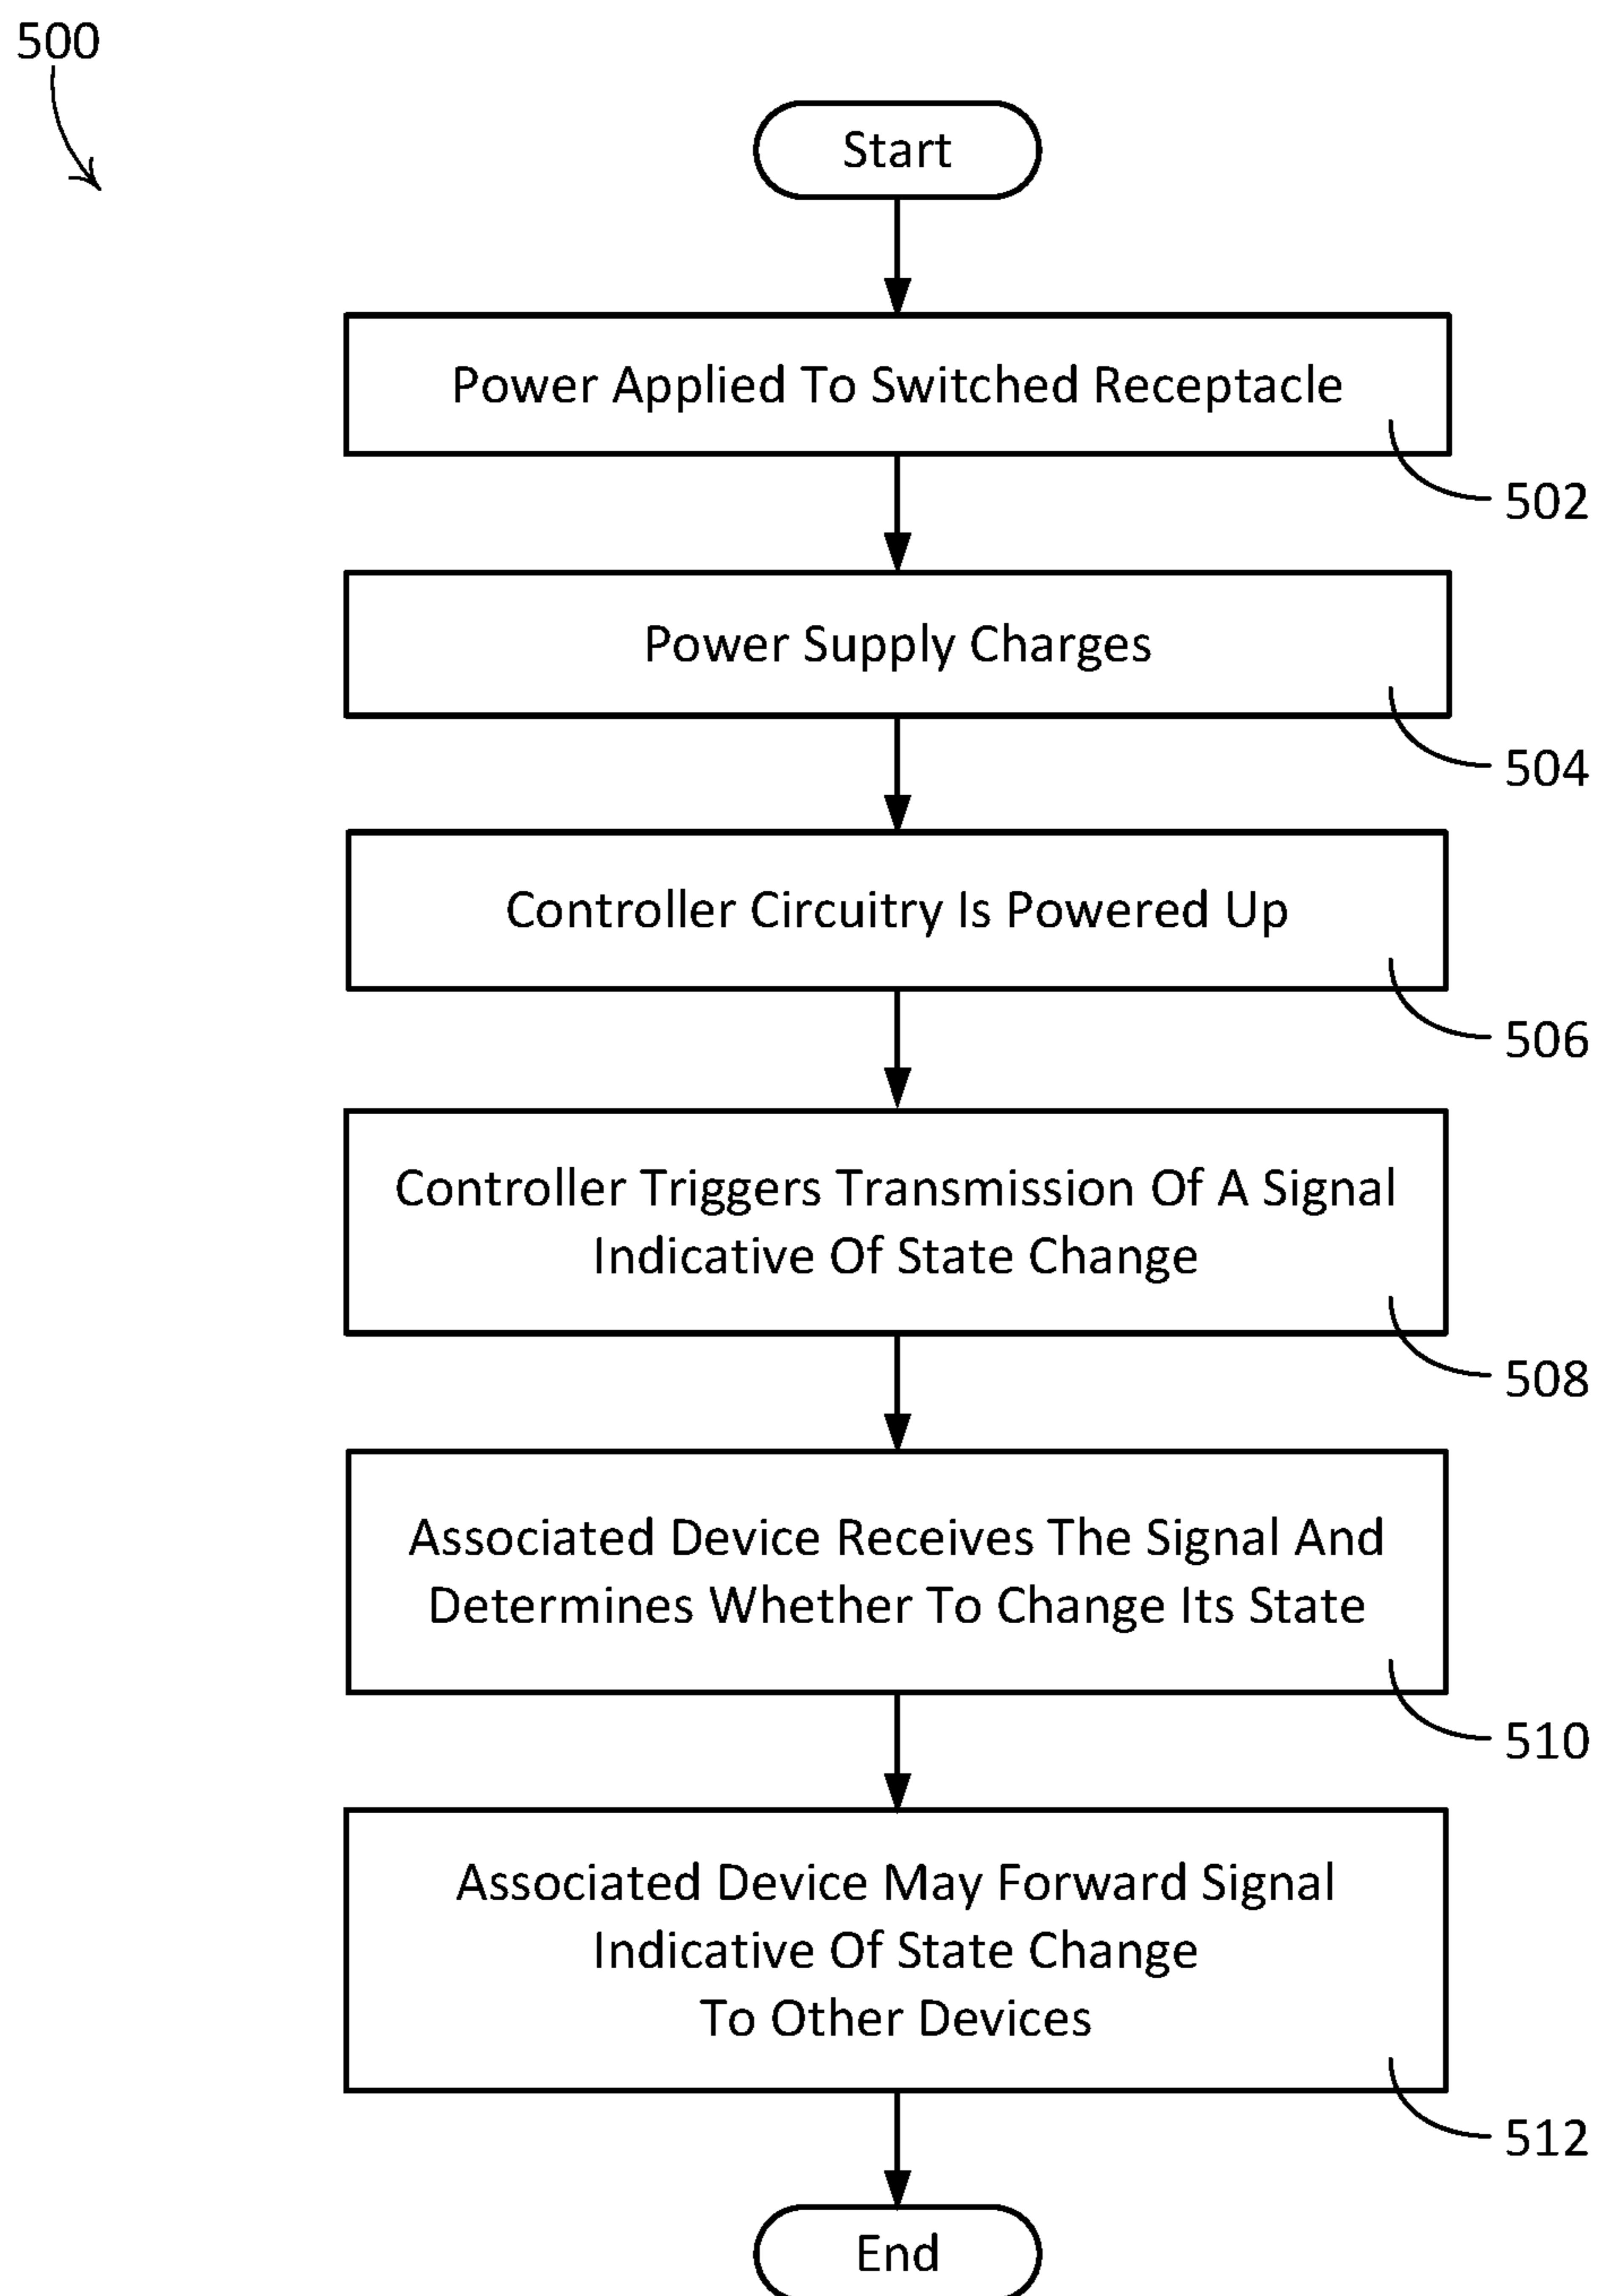 500
Start
Power Applied To Switched Receptacle
502
Power Supply Charges
504
Controller Circuitry Is Powered Up
506
Controller Triggers Transmission Of A Signal
Indicative Of State Change
508
Associated Device Receives The Signal And
Determines Whether To Change Its State
510
Associated Device May Forward Signal
Indicative Of State Change
To Other Devices
512
End